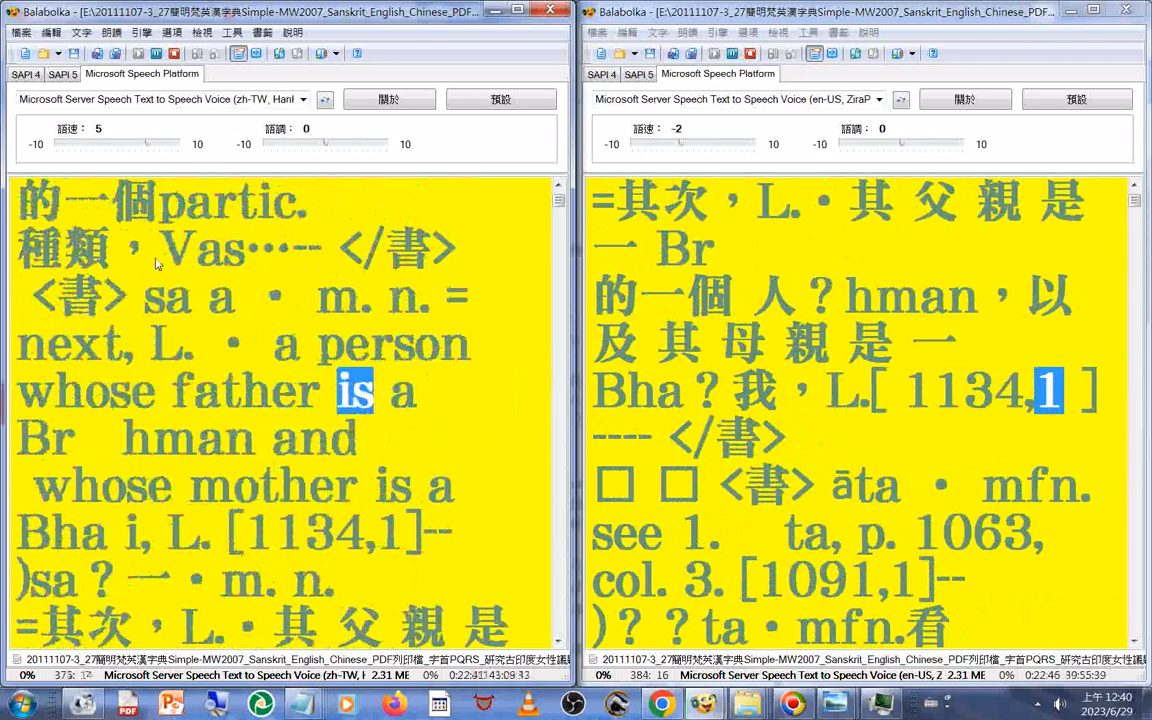 Balabolka - [E:\20111107-3_27簡明梵英漢字典Simple-MW2007_Sanskrit_English_Chinese_PDF...
檔案 編輯 文字 朗讀 引擎 選項 檢視 工具 書籤 說明
SAPI 4 SAPI 5 Microsoft Speech Platform
Microsoft Server Speech Text to Speech Voice (zh-TW, Hanl
關於 預設
語速： 5 語調： 0
-10 10 -10 10
的一個partic.
種類，Vas…-- </書>
<書> sa a • m. n. =
next, L. • a person
whose father is a
Br hman and
whose mother is a
Bha i, L. [1134,1]--
)sa？一•m. n.
=其次，L.•其 父 親 是
20111107-3_27簡明梵英漢字典Simple-MW2007_Sanskrit_English_Chinese_PDF列印檔_字首PQRS_研究古印度女性議
0% 375: 17 Microsoft Server Speech Text to Speech Voice (zh-TW, H 2.31 ME 0% 0:22:41/43:09:33
Balabolka - [E:\20111107-3_27簡明梵英漢字典Simple-MW2007_Sanskrit_English_Chinese_PDF...
檔案 編輯 文字 朗讀 引擎 選項 檢視 工具 書籤 說明
SAPI 4 SAPI 5 Microsoft Speech Platform
Microsoft Server Speech Text to Speech Voice (en-US, ZiraP
關於 預設
語速： -2 語調： 0
-10 10 -10 10
=其次，L.•其 父 親 是
一 Br
的一個 人？hman，以
及 其 母 親 是 一
Bha？我，L.[ 1134,1 ]
---- </書>
□ □ <書> āta • mfn.
see 1. ta, p. 1063,
col. 3. [1091,1]--
)？？ta•mfn.看
20111107-3_27簡明梵英漢字典Simple-MW2007_Sanskrit_English_Chinese_PDF列印檔_字首PQRS_研究古印度女性議
0% 384: 16 Microsoft Server Speech Text to Speech Voice (en-US, Z 2.31 ME 0% 0:22:46 39:55:39
上午 12:40
2023/6/29